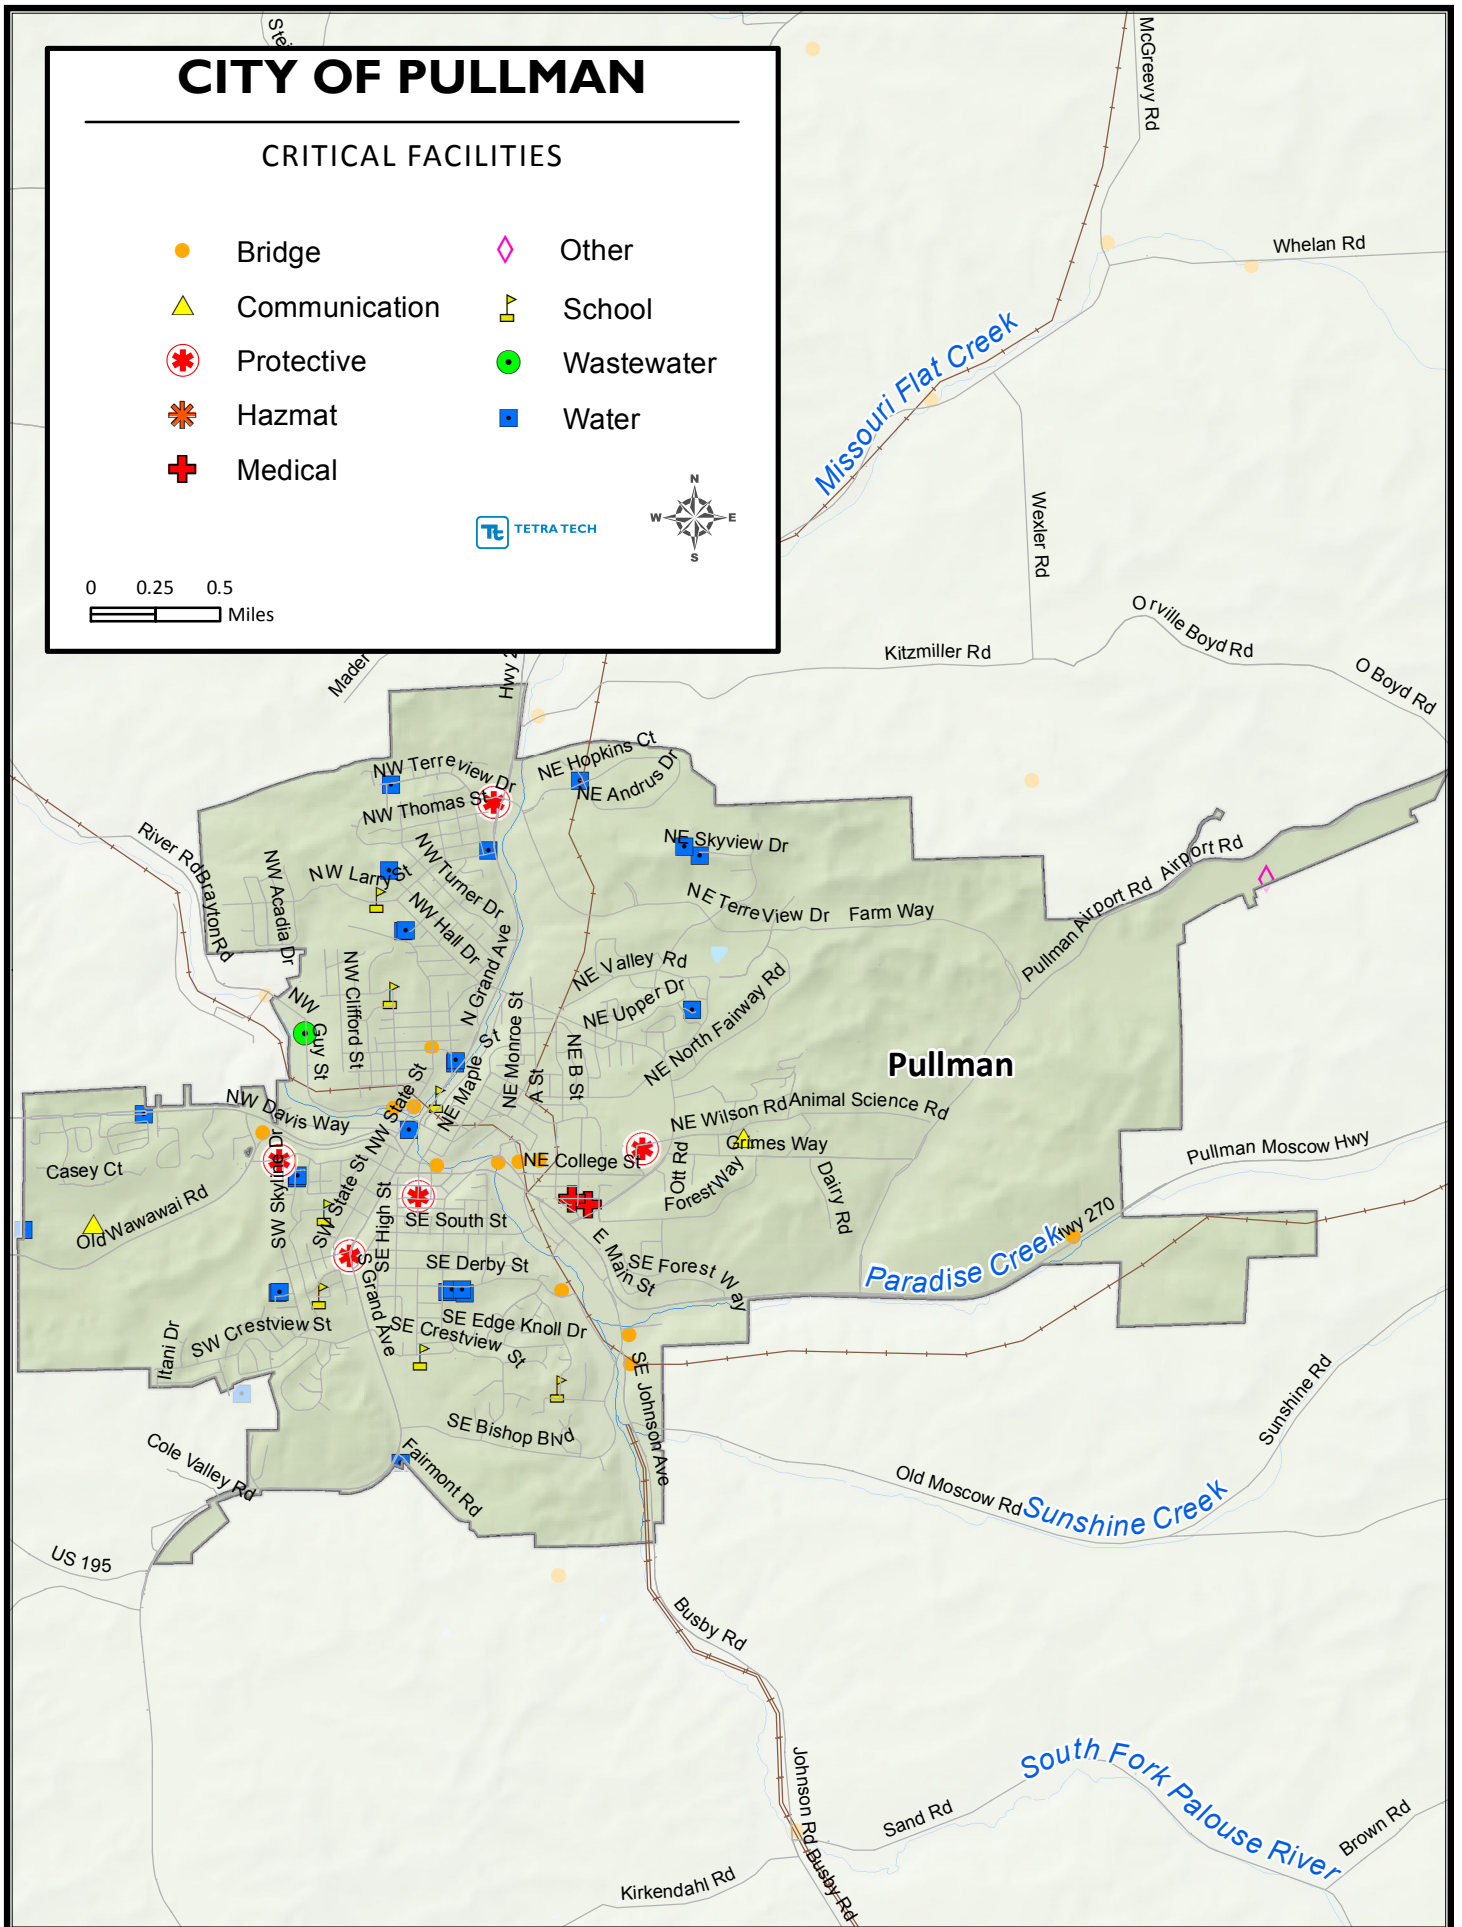 Stei
CITY OF PULLMAN
CRITICAL FACILITIES
Bridge
Communication
Protective
Hazmat
Medical
Other
School
Wastewater
Water
Tt TETRA TECH
N
W E
S
0 0.25 0.5
Miles
McGreevy Rd
Whelan Rd
Missouri Flat Creek
Wexler Rd
Orville Boyd Rd
Kitzmiller Rd
O Boyd Rd
Mader
Hwy 2
NW Terreview Dr
NE Hopkins Ct
NE Andrus Dr
NW Thomas St
River Rd
Brayton Rd
NW Acadia Dr
NW Larry St
NW Turner Dr
NW Hall Dr
NE Skyview Dr
NE Terre View Dr
Farm Way
Pullman Airport Rd
Airport Rd
NW Clifford St
N Grand Ave
NE Valley Rd
NE Upper Dr
NE North Fairway Rd
NW
Guy St
NE Monroe St
A St
NE B St
NE Maple St
Pullman
NW State St
NW Davis Way
NE Wilson Rd
Animal Science Rd
Grimes Way
Pullman Moscow Hwy
Casey Ct
SW Skyline Dr
Old Wawawai Rd
SW State St
SE High St
NE College St
Ott Rd
Forest Way
Dairy Rd
SE South St
E Main St
Hwy 270
Paradise Creek
SE Derby St
SE Forest Way
S Grand Ave
SE Edge Knoll Dr
SE Crestview St
SW Crestview St
Itani Dr
SE Johnson Ave
SE Bishop Blvd
Sunshine Rd
Cole Valley Rd
Fairmont Rd
Old Moscow Rd
Sunshine Creek
US 195
Busby Rd
South Fork Palouse River
Johnson Rd
Sand Rd
Brown Rd
Busby Rd
Kirkendahl Rd